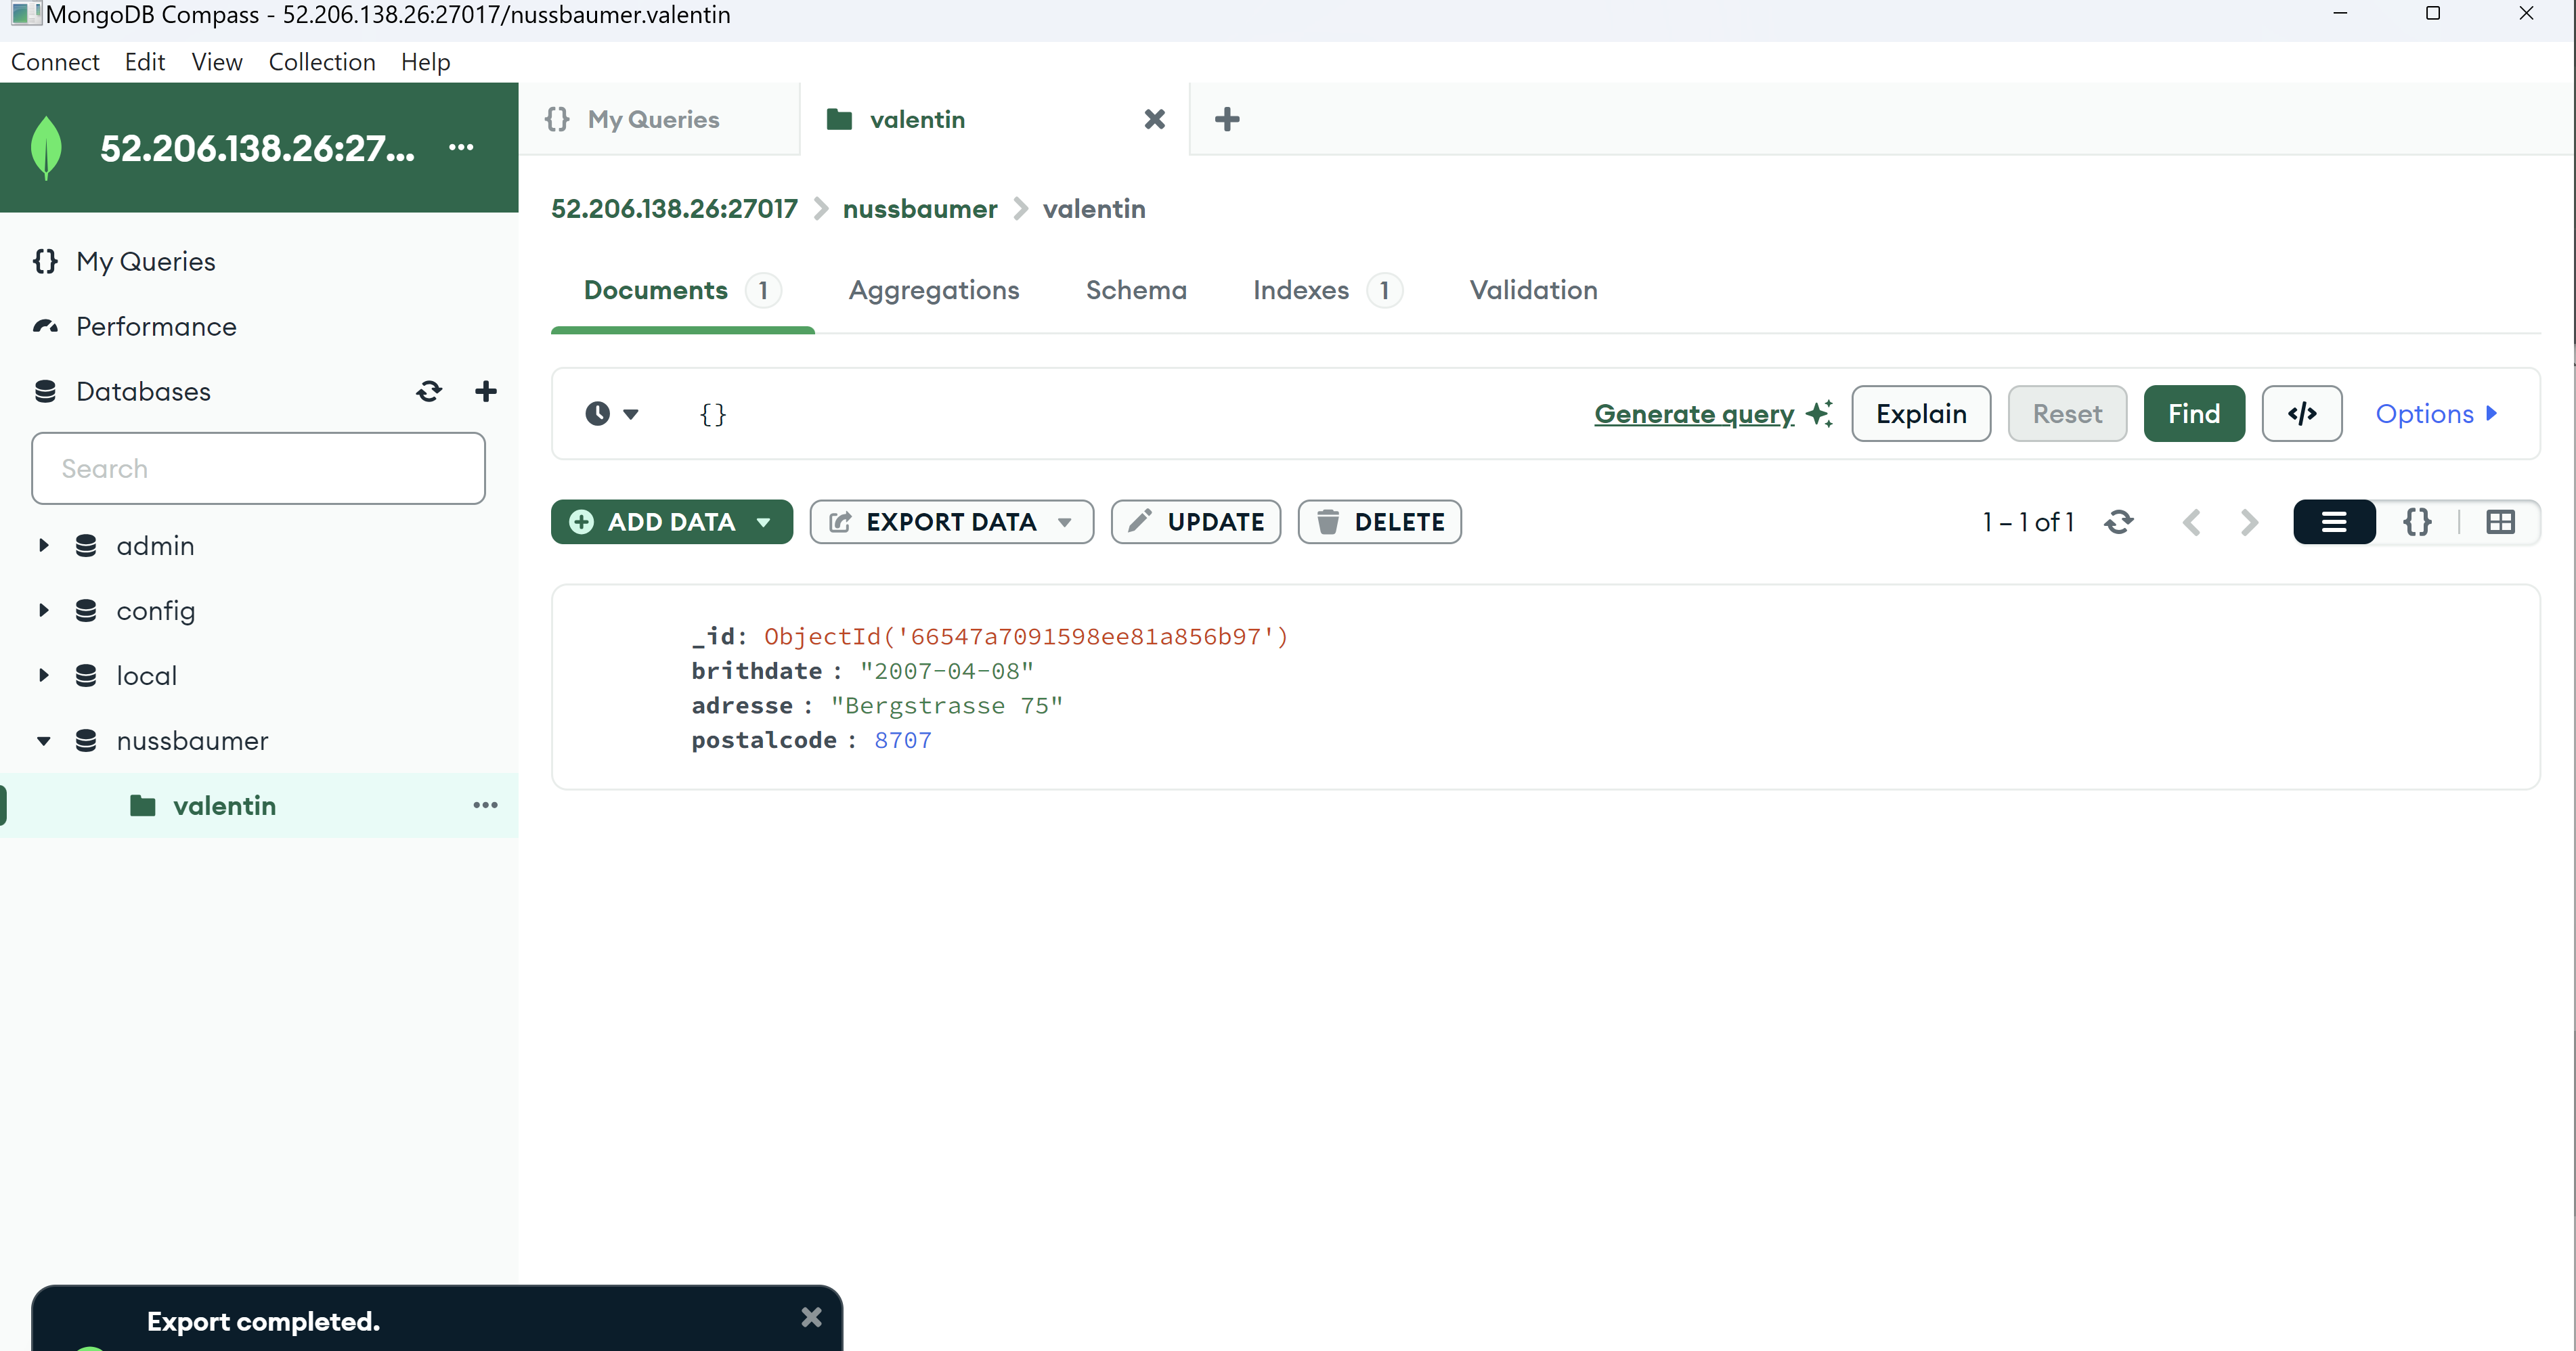 MongoDB Compass - 52.206.138.26:27017/nussbaumer.valentin
Connect Edit View Collection Help
52.206.138.26:27...
My Queries
Performance
Databases
Search
admin
config
local
nussbaumer
valentin
{} My Queries
valentin
52.206.138.26:27017 > nussbaumer > valentin
Documents 1 Aggregations Schema Indexes 1 Validation
{} Generate query Explain Reset Find </> Options
ADD DATA EXPORT DATA UPDATE DELETE 1 – 1 of 1 {}
_id: ObjectId('66547a7091598ee81a856b97')
brithdate : "2007-04-08"
adresse : "Bergstrasse 75"
postalcode : 8707
Export completed.